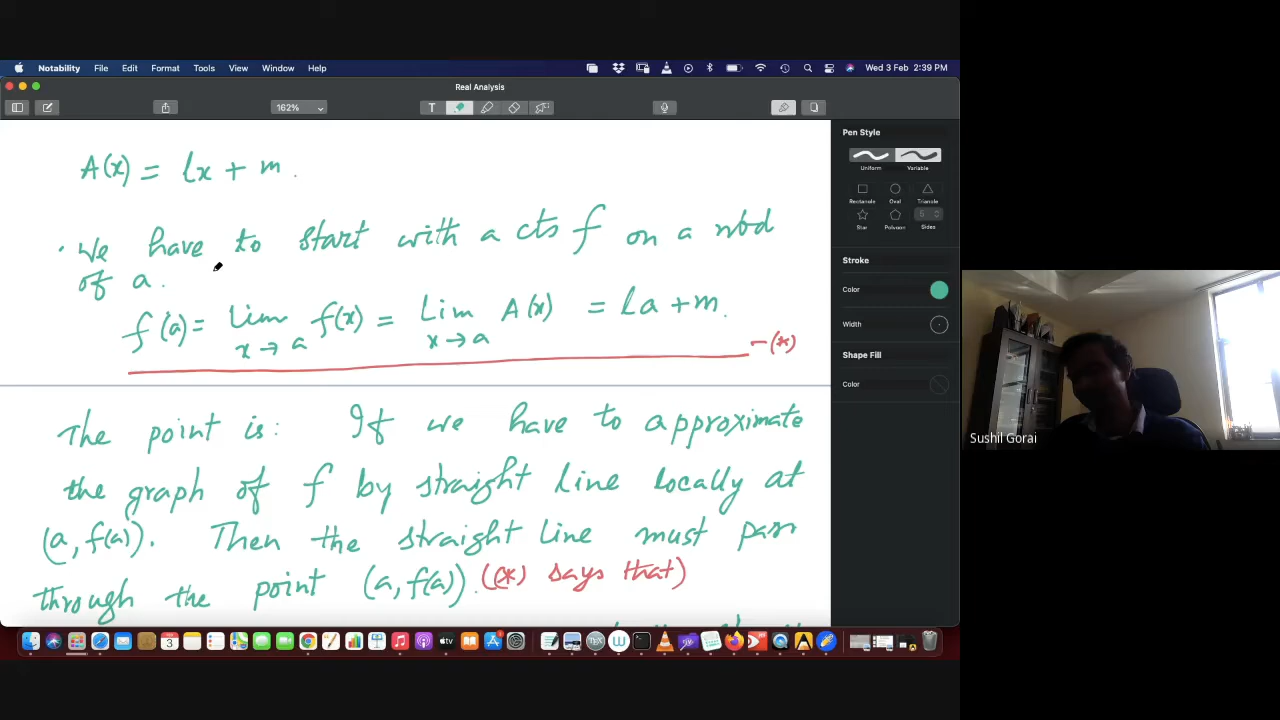 Notability File Edit Format Tools View Window Help
Wed 3 Feb 2:39 PM
Real Analysis
162%
T
A(x) = lx + m.
· We have to start with a cts f on a nbd
of a.
f(a) = lim f(x) = lim A(x) = la + m.
x → a x → a
—(*)
The point is: If we have to approximate
the graph of f by straight line locally at
(a, f(a)). Then the straight line must pass
through the point (a, f(a)). ((*) says that)
Pen Style
Uniform Variable
Rectangle Oval Triangle
5
Star Polygon Sides
Stroke
Color
Width
Shape Fill
Color
Sushil Gorai